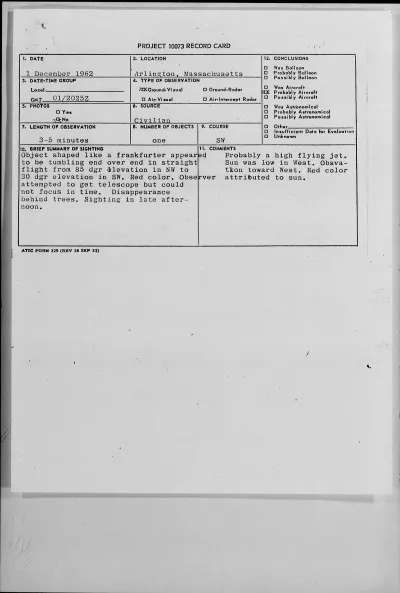 PROJECT 10073 RECORD CARD
1. DATE
1 December 1962
2. LOCATION
Arlington, Massachusetts
12. CONCLUSIONS
□ Was Balloon
□ Probably Balloon
□ Possibly Balloon
□ Was Aircraft
XX Probably Aircraft
□ Possibly Aircraft
□ Was Astronomical
□ Probably Astronomical
□ Possibly Astronomical
□ Other
□ Insufficient Data for Evaluation
□ Unknown
3. DATE-TIME GROUP
Local
GMT 01/2025Z
4. TYPE OF OBSERVATION
XX Ground-Visual □ Ground-Radar
□ Air-Visual □ Air-Intercept Radar
5. PHOTOS
□ Yes
No
6. SOURCE
Civilian
7. LENGTH OF OBSERVATION
3-5 minutes
8. NUMBER OF OBJECTS
one
9. COURSE
SW
10. BRIEF SUMMARY OF SIGHTING
Object shaped like a frankfurter appeared
to be tumbling end over end in straight
flight from 85 dgr elevation in NW to
30 dgr elevation in SW. Red color. Observer
attempted to get telescope but could
not focus in time. Disappearance
behind trees. Sighting in late after-
noon.
11. COMMENTS
Probably a high flying jet.
Sun was low in West. Obsva-
tion toward West. Red color
attributed to sun.
ATIC FORM 329 (REV 26 SEP 52)